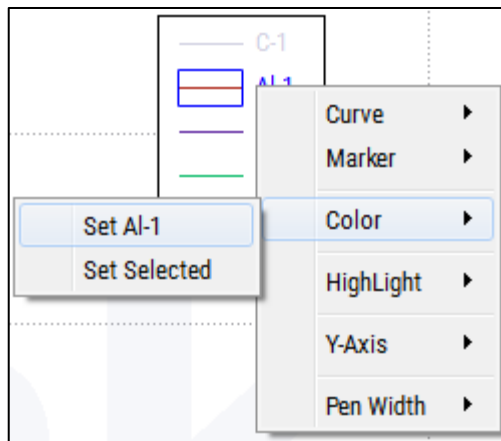 C-1
Al-1
Curve
Marker
Color
Set Al-1
Set Selected
HighLight
Y-Axis
Pen Width